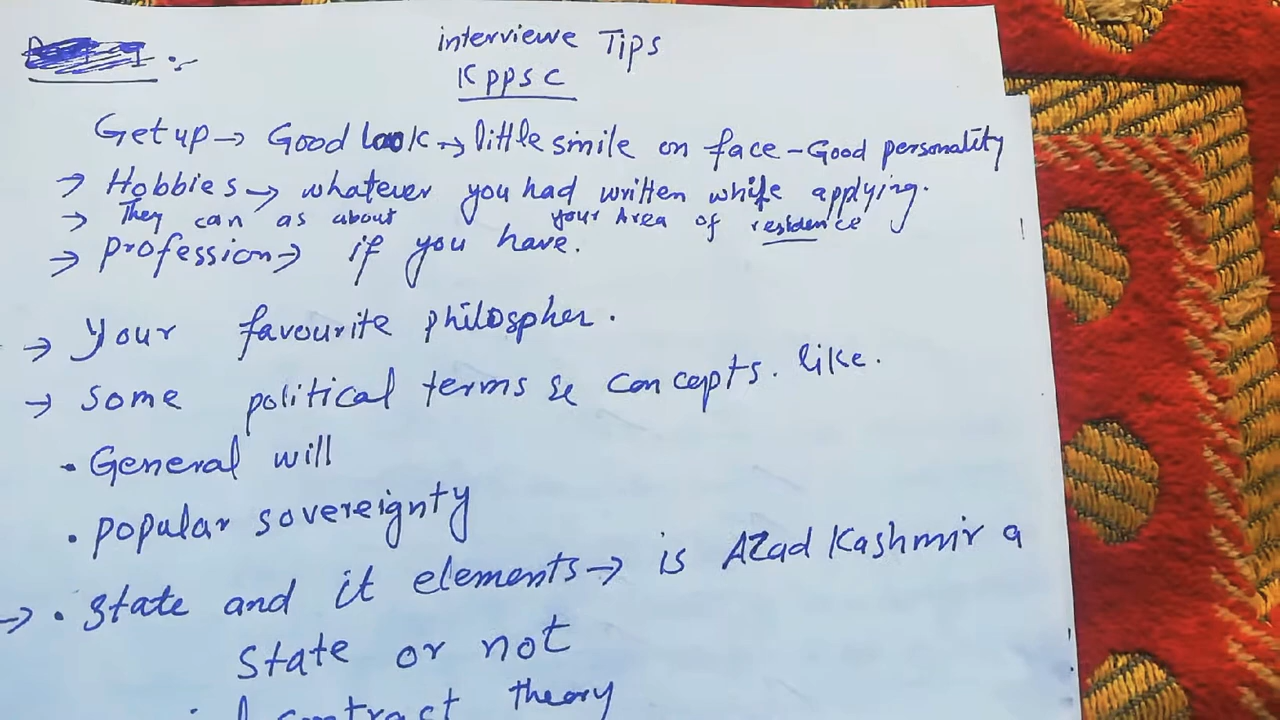 interviewe Tips
KPPSC
Getup → Good look → little smile on face - Good personality
→ Hobbies → whatever you had written while applying.
→ They can as about your Area of residence
→ profession → if you have.
→ Your favourite philospher.
→ Some political terms & concepts. like.
• General will
• popular sovereignty
→ • State and it elements → is Azad Kashmir a
State or not
contract theory